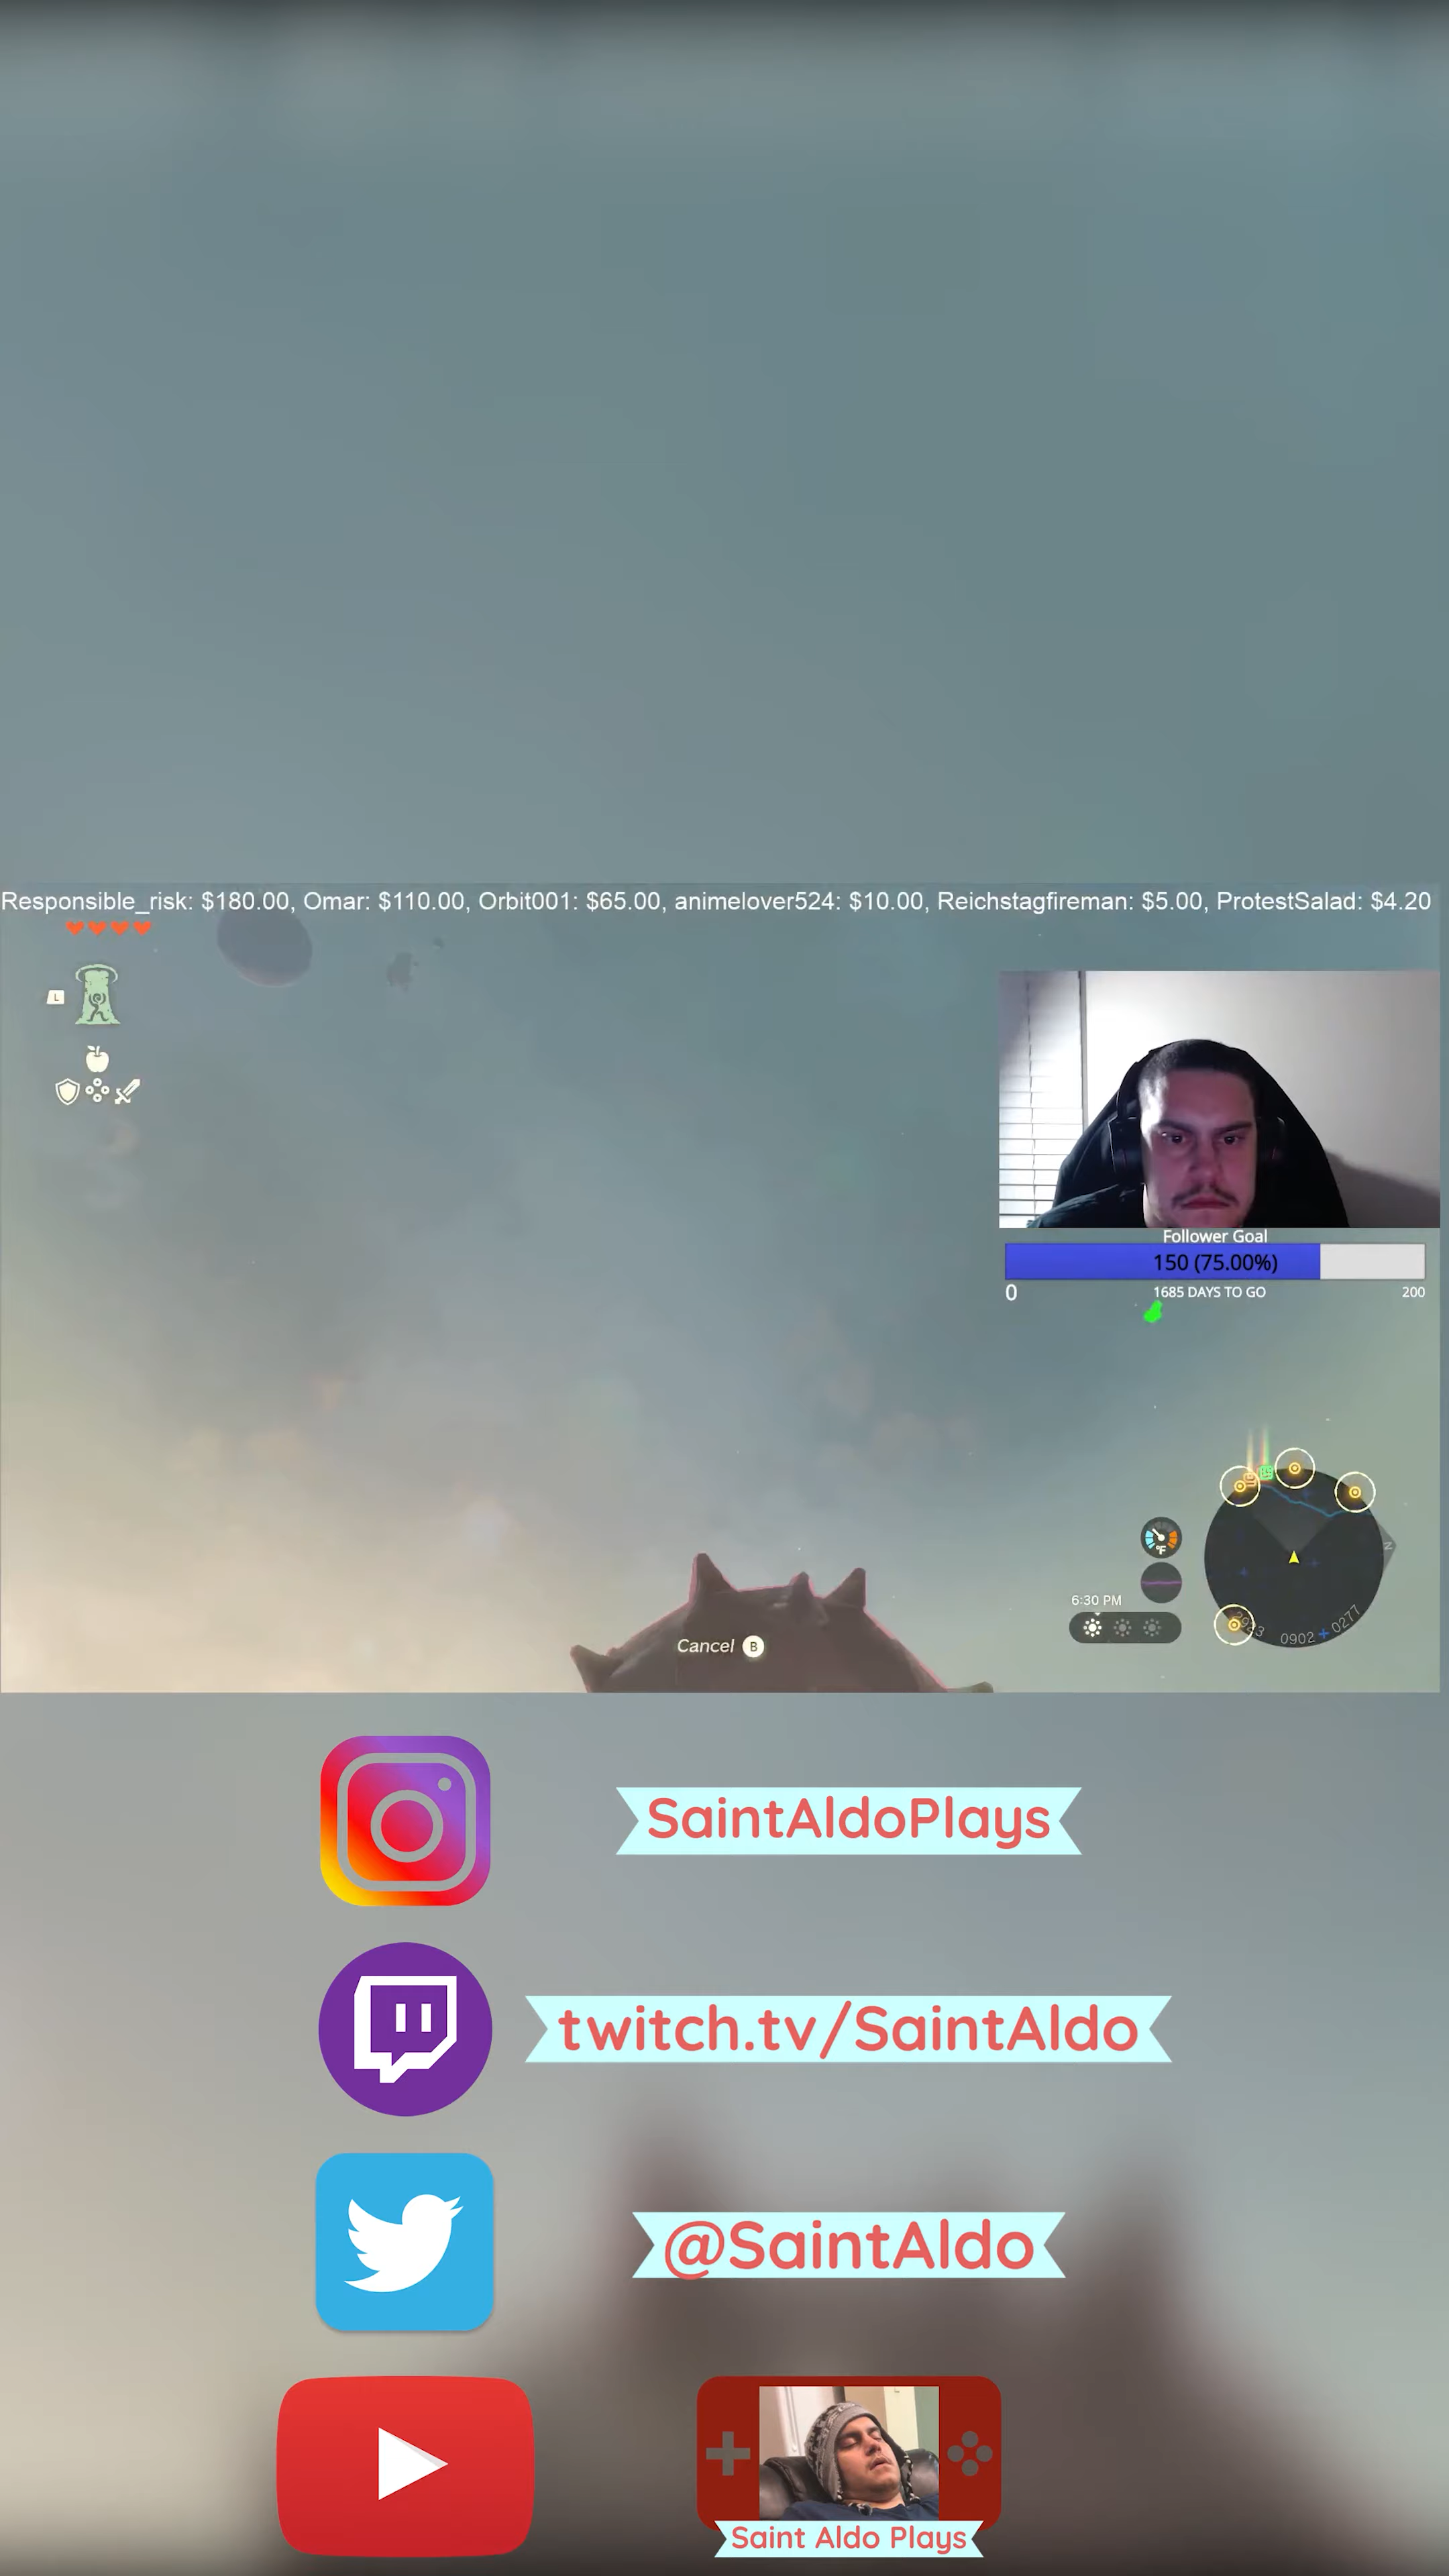 Responsible_risk: $180.00, Omar: $110.00, Orbit001: $65.00, animelover524: $10.00, Reichstagfireman: $5.00, ProtestSalad: $4.20
L
Follower Goal
150 (75.00%)
0 1685 DAYS TO GO 200
°F
N
6:30 PM
0902 0277
Cancel B
SaintAldoPlays
twitch.tv/SaintAldo
@SaintAldo
Saint Aldo Plays